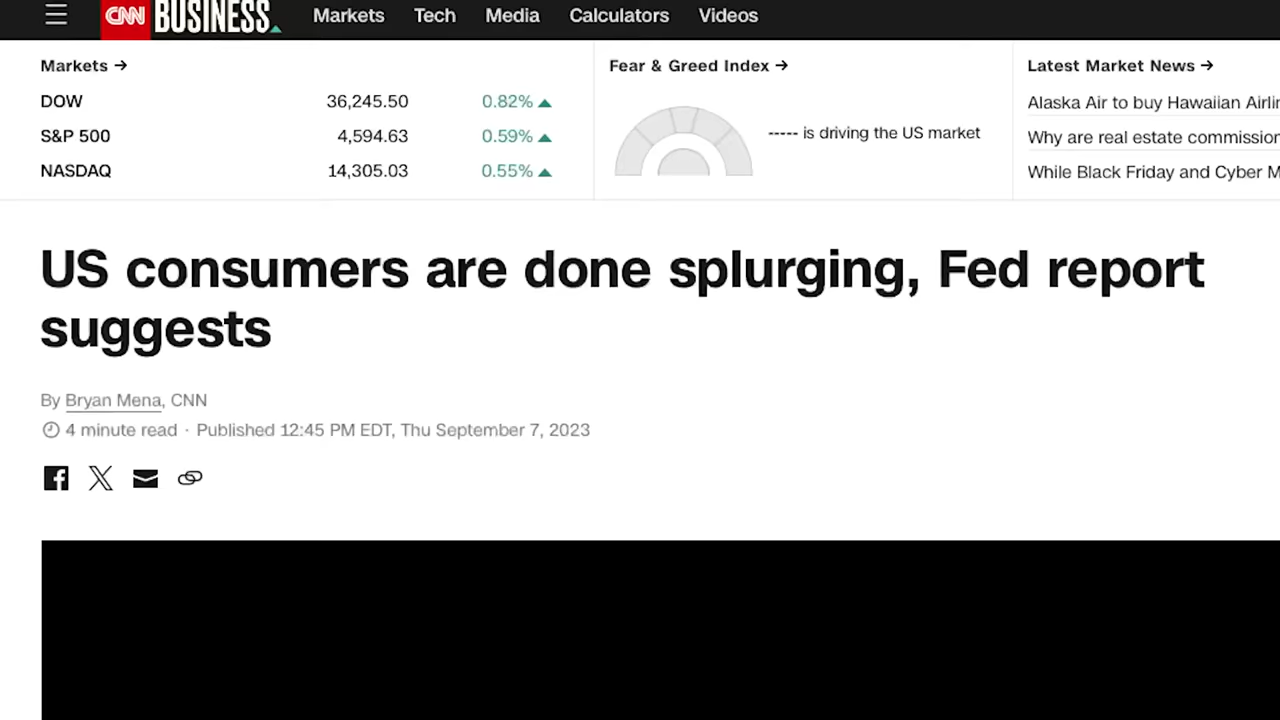 CNN BUSINESS Markets Tech Media Calculators Videos
Markets →
DOW 36,245.50 0.82% ▲
S&P 500 4,594.63 0.59% ▲
NASDAQ 14,305.03 0.55% ▲
Fear & Greed Index →
----- is driving the US market
Latest Market News →
Alaska Air to buy Hawaiian
Why are real estate
While Black Friday and Cyber
US consumers are done splurging, Fed report
suggests
By Bryan Mena, CNN
4 minute read · Published 12:45 PM EDT, Thu September 7, 2023